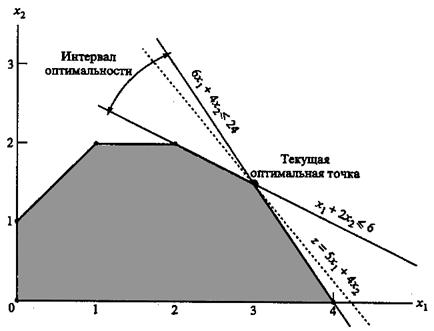 x₂
Интервал
оптимальности
3
6x₁ + 4x₂ ≤ 24
2
Текущая
оптимальная точка
x₁ + 2x₂ ≤ 6
1
z = 5x₁ + 4x₂
0 1 2 3 4 x₁